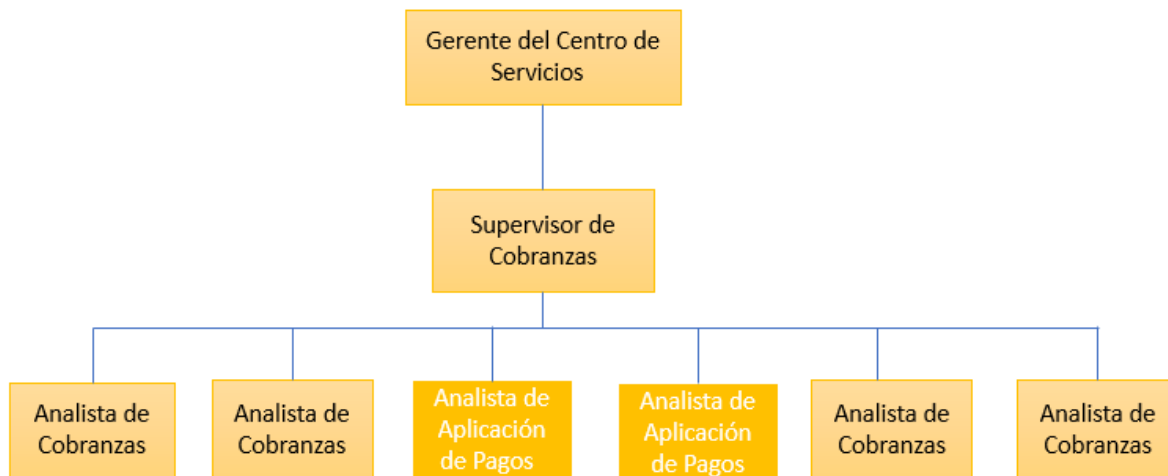 Gerente del Centro de
Servicios
Supervisor de
Cobranzas
Analista de
Cobranzas
Analista de
Cobranzas
Analista de
Aplicación
de Pagos
Analista de
Aplicación
de Pagos
Analista de
Cobranzas
Analista de
Cobranzas